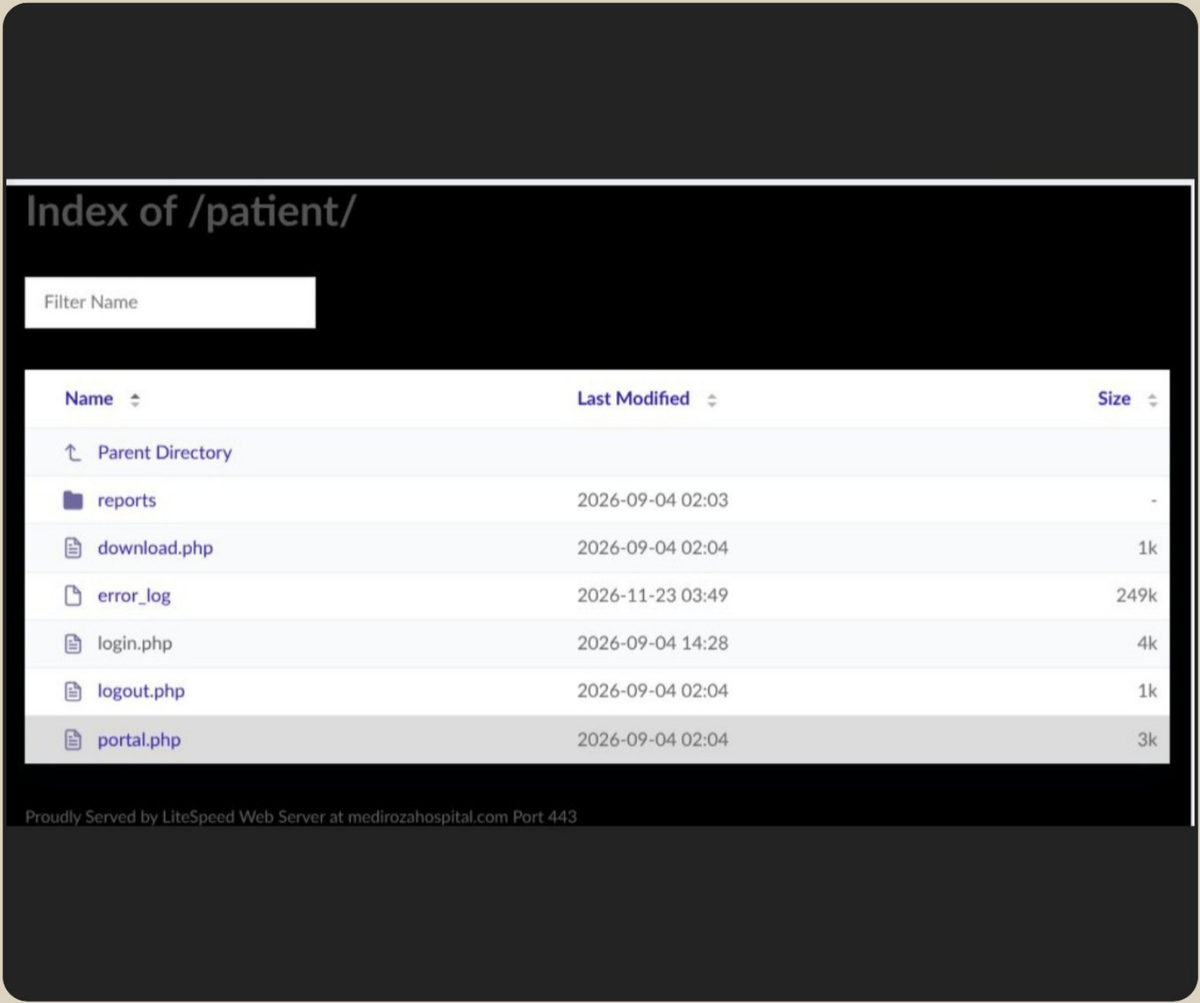 Index of /patient/
Filter Name
Name Last Modified Size
Parent Directory
reports 2026-09-04 02:03 -
download.php 2026-09-04 02:04 1k
error_log 2026-11-23 03:49 249k
login.php 2026-09-04 14:28 4k
logout.php 2026-09-04 02:04 1k
portal.php 2026-09-04 02:04 3k
Proudly Served by LiteSpeed Web Server at medirozahospital.com Port 443